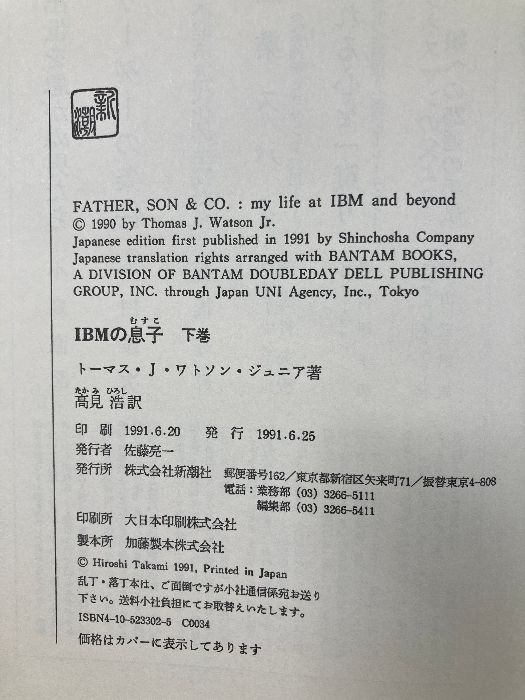 新潮
FATHER, SON & CO. : my life at IBM and beyond
© 1990 by Thomas J. Watson Jr.
Japanese edition first published in 1991 by Shinchosha Company
Japanese translation rights arranged with BANTAM BOOKS,
A DIVISION OF BANTAM DOUBLEDAY DELL PUBLISHING
GROUP, INC. through Japan UNI Agency, Inc., Tokyo
むすこ
IBMの息子 下巻
トーマス・J・ワトソン・ジュニア著
たかみ ひろし
高見 浩訳
印刷 1991.6.20 発行 1991.6.25
発行者 佐藤亮一
発行所 株式会社新潮社 郵便番号162/東京都新宿区矢来町71/振替東京4-808
電話:業務部 (03) 3266-5111
編集部 (03) 3266-5411
印刷所 大日本印刷株式会社
製本所 加藤製本株式会社
© Hiroshi Takami 1991, Printed in Japan
乱丁・落丁本は、ご面倒ですが小社通信係宛お送り
下さい。送料小社負担にてお取替えいたします。
ISBN4-10-523302-5 C0034
価格はカバーに表示してあります